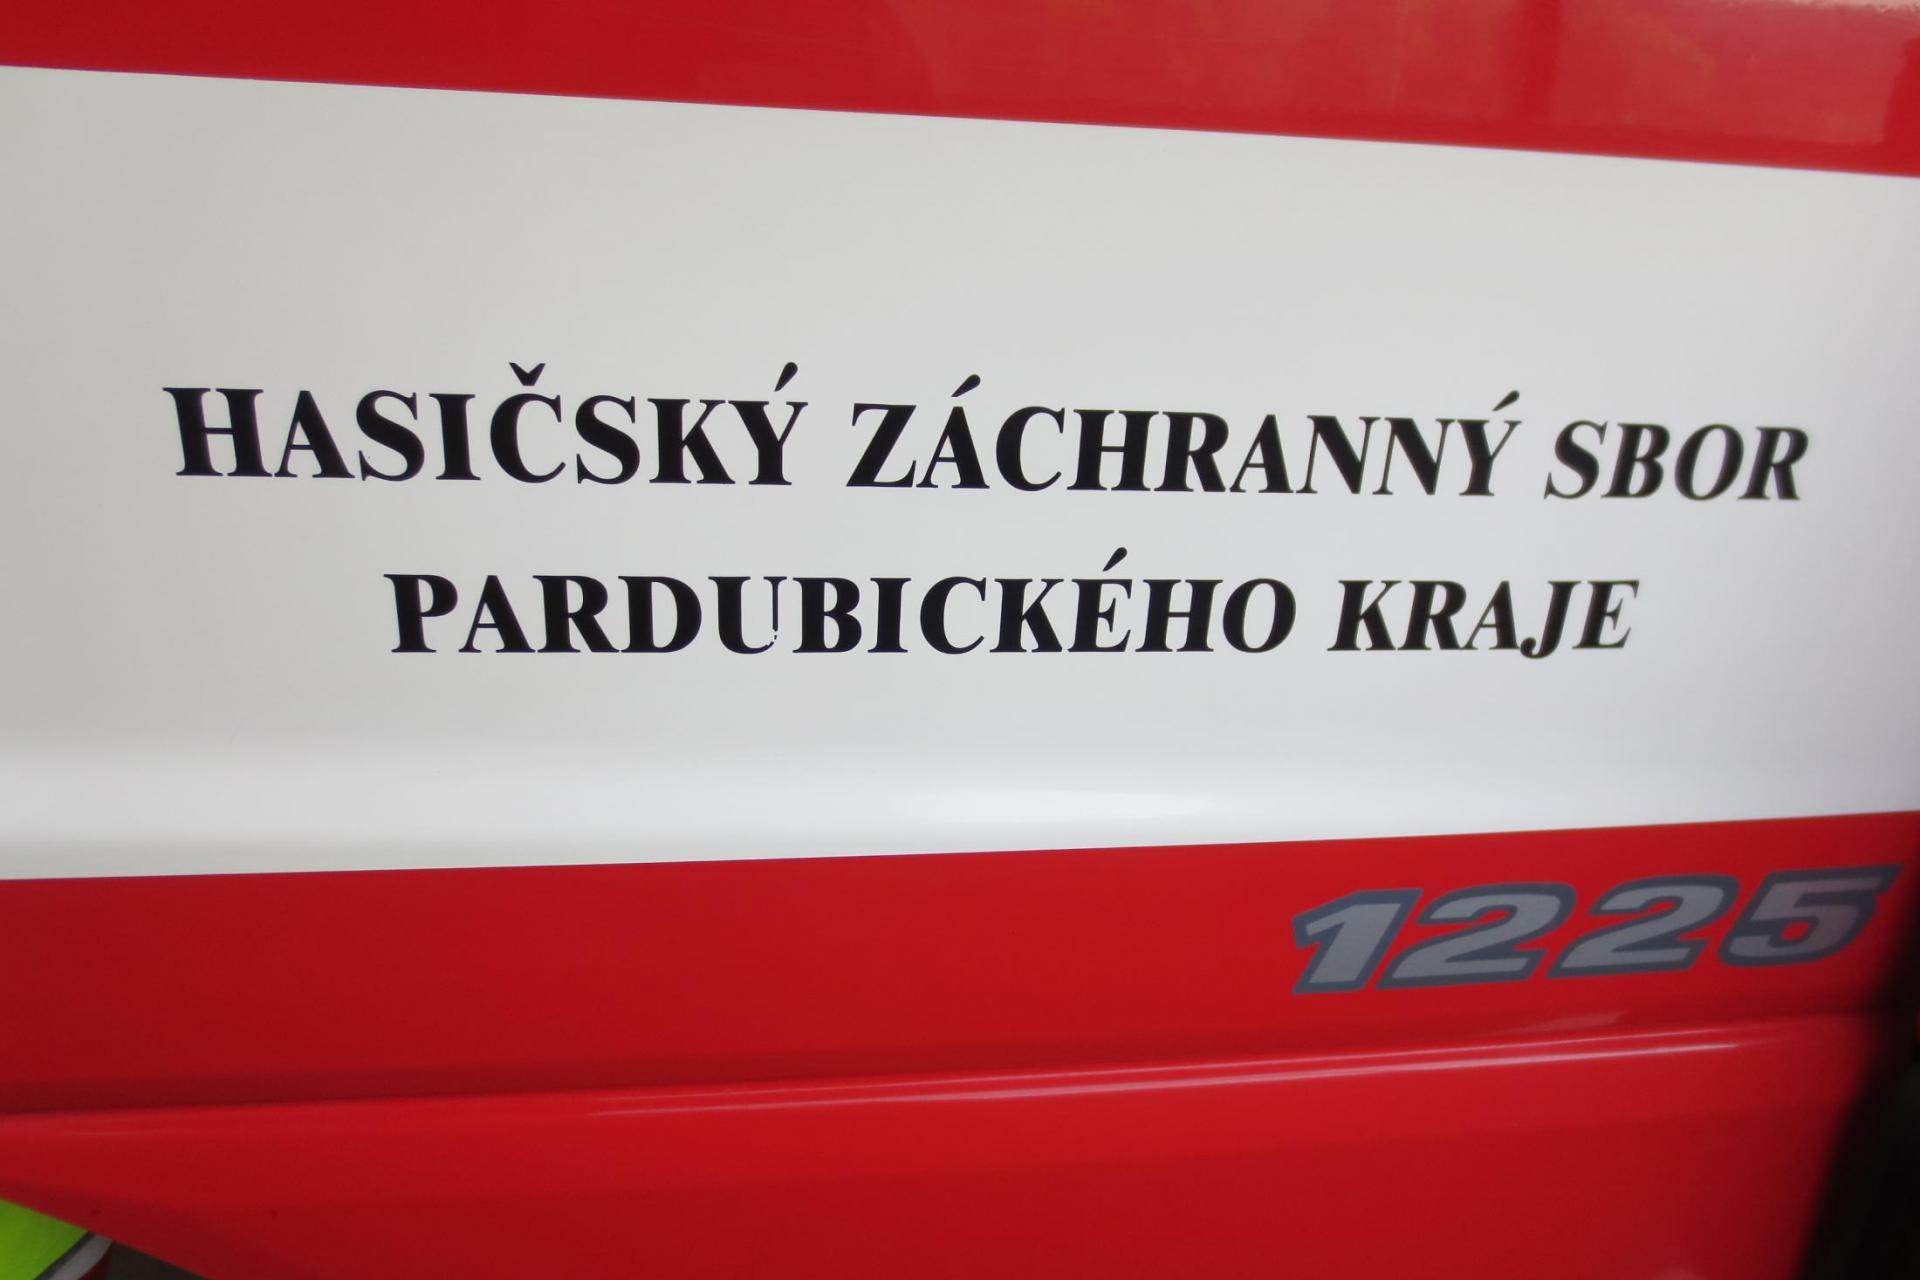 HASIČSKÝ ZÁCHRANNÝ SBOR
PARDUBICKÉHO KRAJE
1225